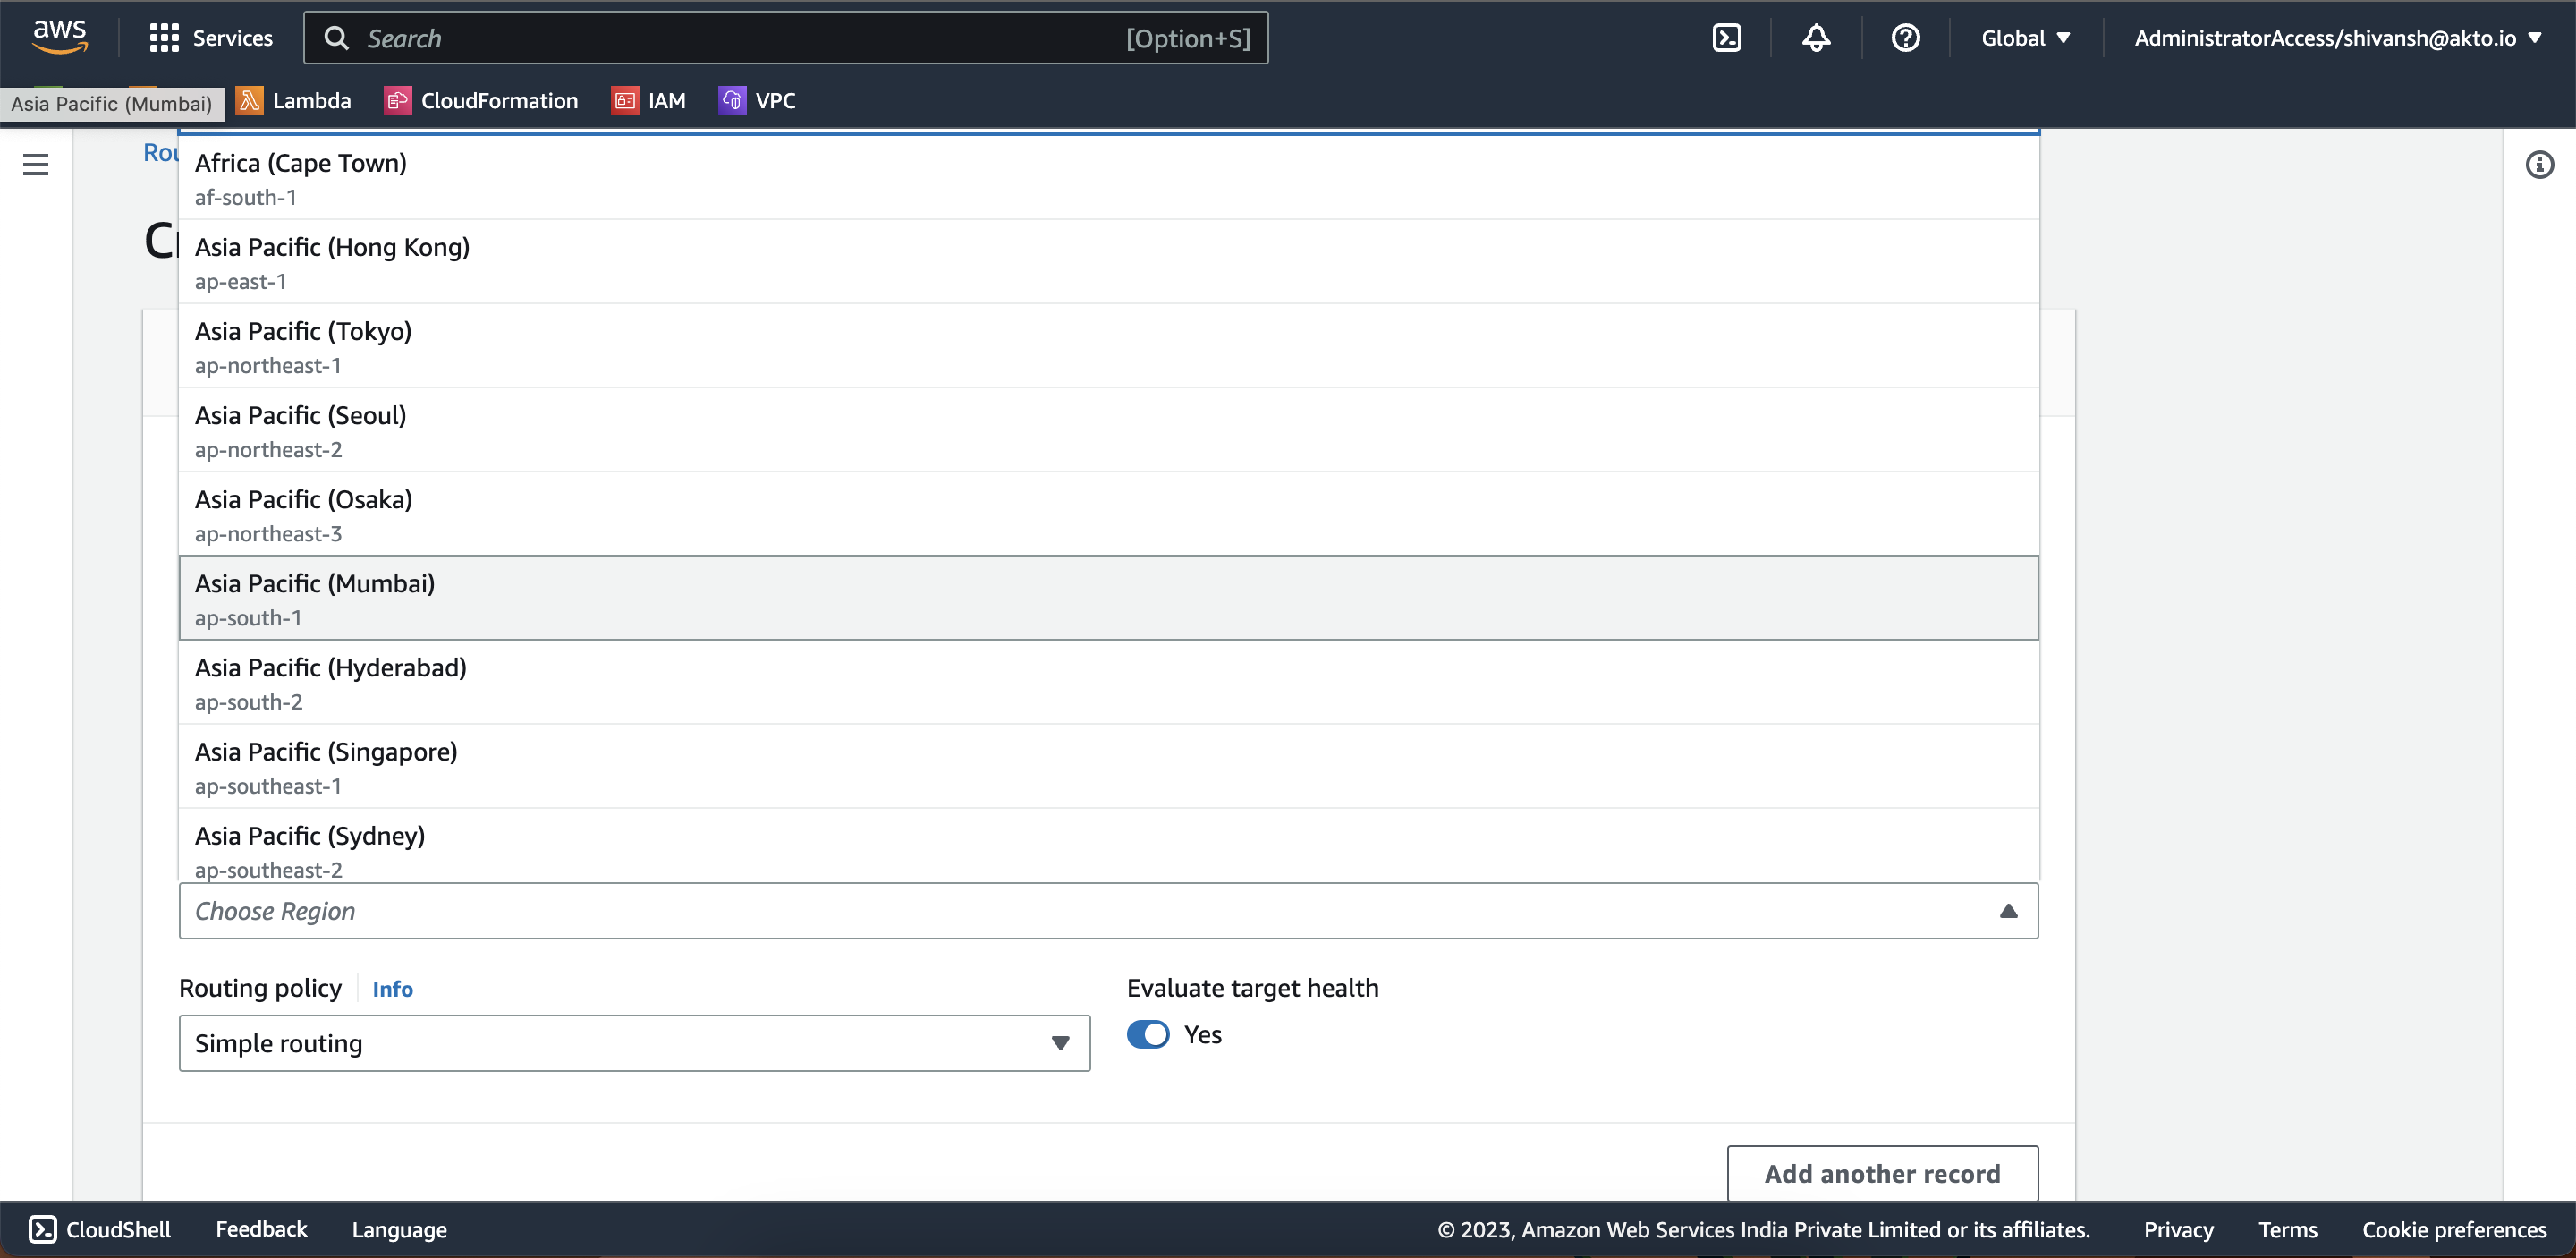 aws
Services
Search
[Option+S]
Global
AdministratorAccess/shivansh@akto.io
Asia Pacific (Mumbai)
Lambda
CloudFormation
IAM
VPC
Rou
Cr
Africa (Cape Town)
af-south-1
Asia Pacific (Hong Kong)
ap-east-1
Asia Pacific (Tokyo)
ap-northeast-1
Asia Pacific (Seoul)
ap-northeast-2
Asia Pacific (Osaka)
ap-northeast-3
Asia Pacific (Mumbai)
ap-south-1
Asia Pacific (Hyderabad)
ap-south-2
Asia Pacific (Singapore)
ap-southeast-1
Asia Pacific (Sydney)
ap-southeast-2
Choose Region
Routing policy
Info
Evaluate target health
Simple routing
Yes
Add another record
CloudShell
Feedback
Language
© 2023, Amazon Web Services India Private Limited or its affiliates.
Privacy
Terms
Cookie preferences